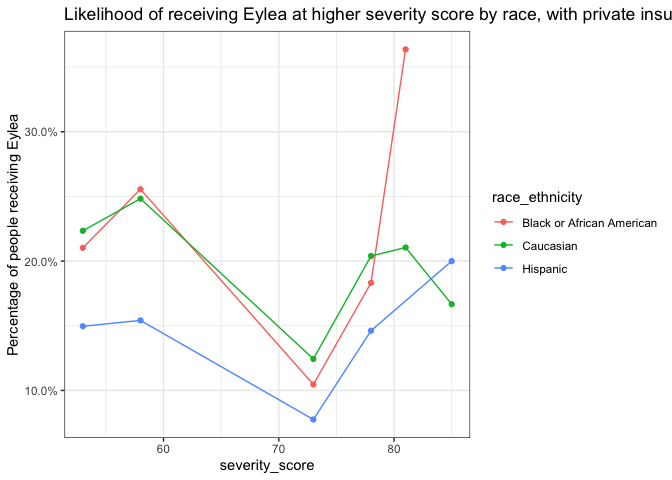 Likelihood of receiving Eylea at higher severity score by race, with private insu
Percentage of people receiving Eylea
30.0%
20.0%
10.0%
60 70 80
severity_score
race_ethnicity
Black or African American
Caucasian
Hispanic